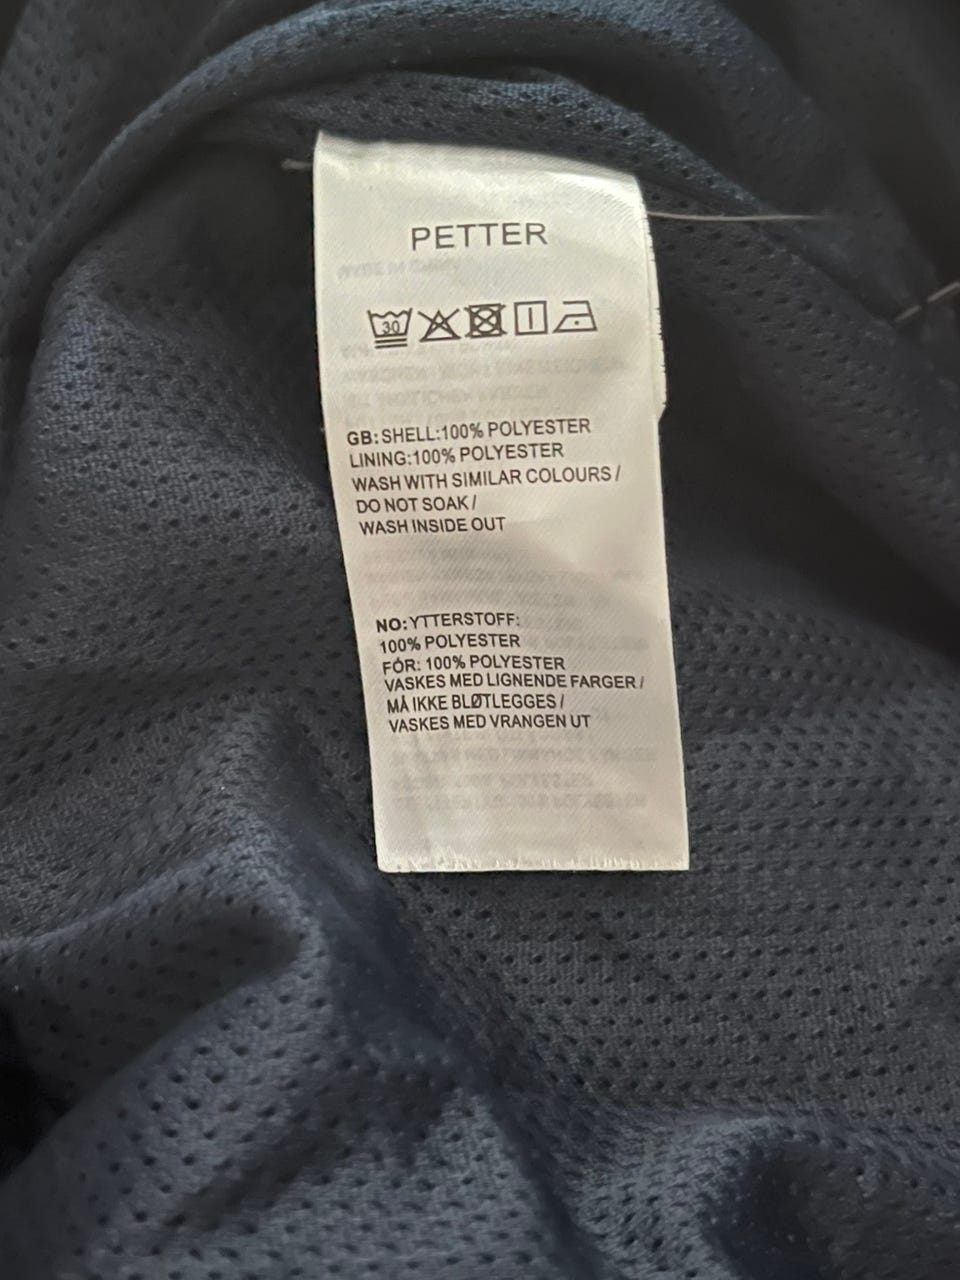 PETTER
30
GB: SHELL:100% POLYESTER
LINING:100% POLYESTER
WASH WITH SIMILAR COLOURS /
DO NOT SOAK /
WASH INSIDE OUT
NO: YTTERSTOFF:
100% POLYESTER
FÓR: 100% POLYESTER
VASKES MED LIGNENDE FARGER /
MÅ IKKE BLØTLEGGES /
VASKES MED VRANGEN UT